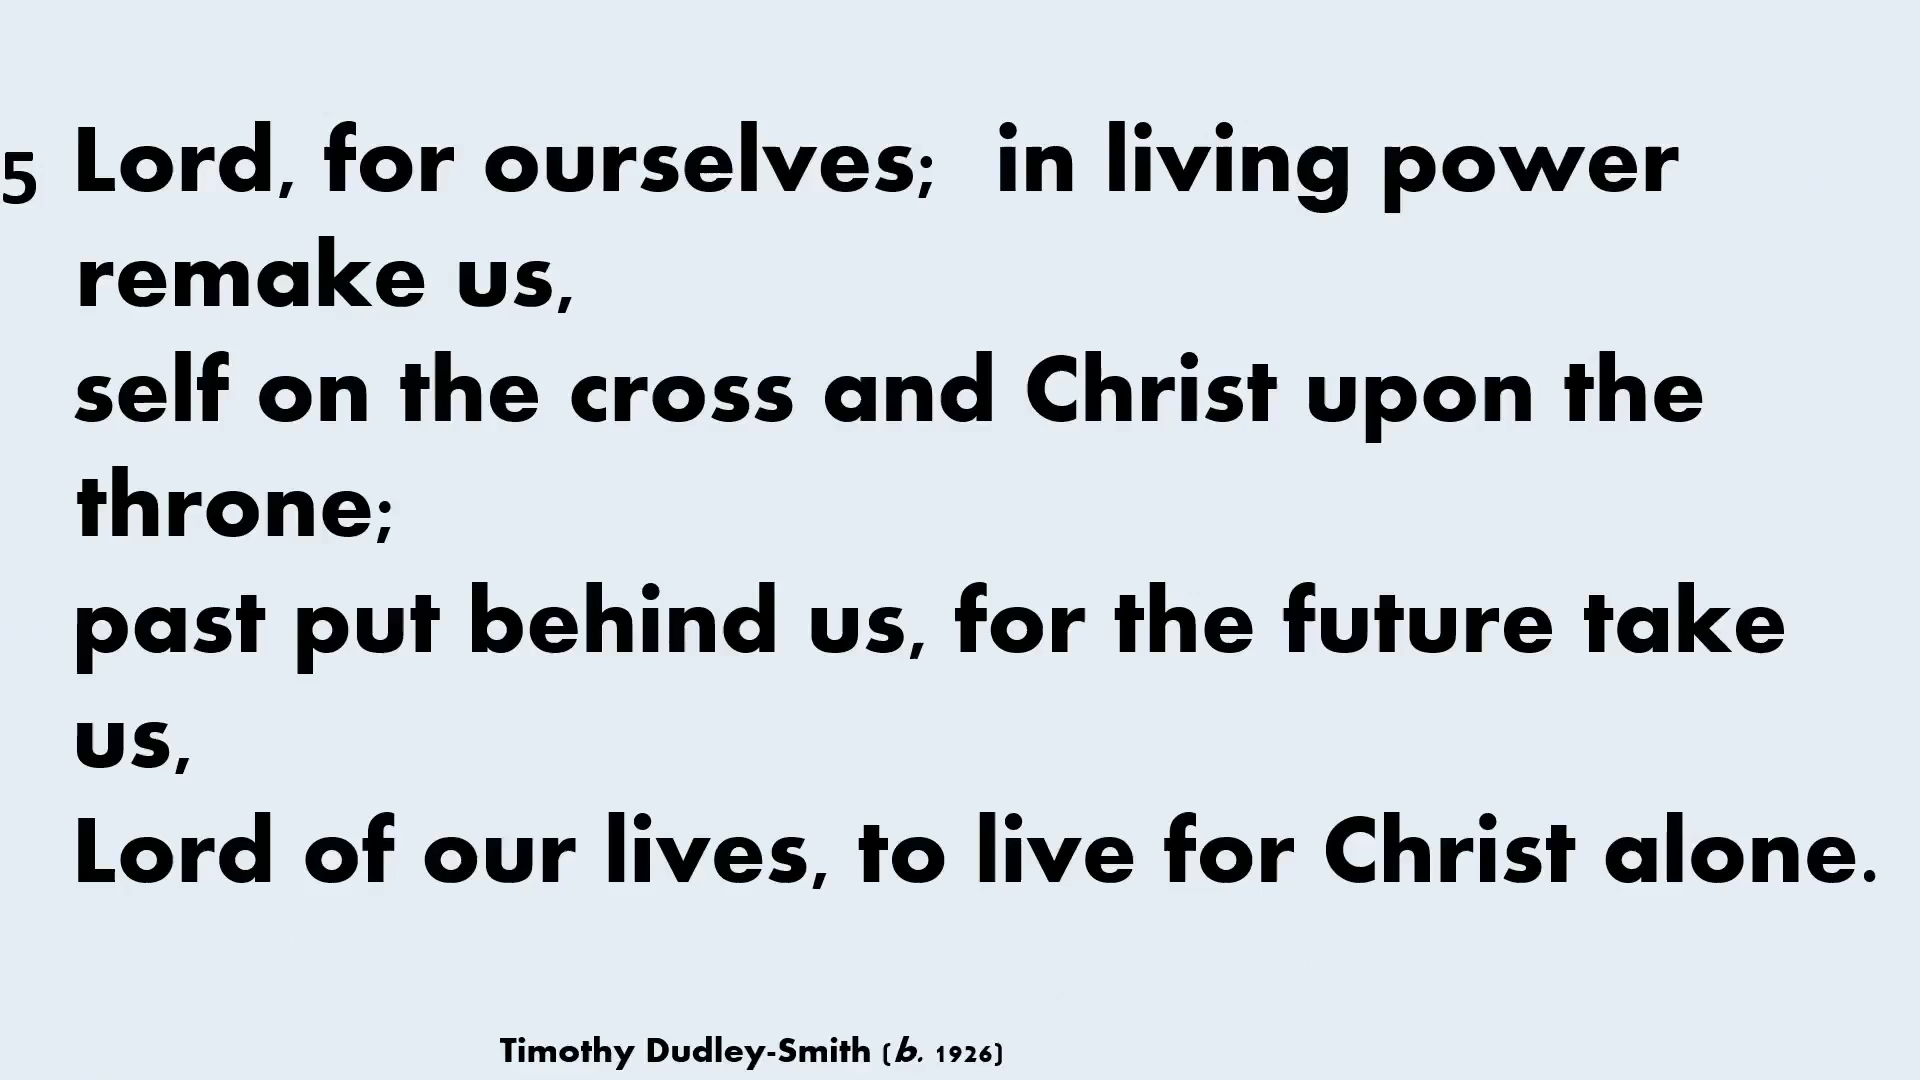 5 Lord, for ourselves; in living power
remake us,
self on the cross and Christ upon the
throne;
past put behind us, for the future take
us,
Lord of our lives, to live for Christ alone.
Timothy Dudley-Smith (b. 1926)